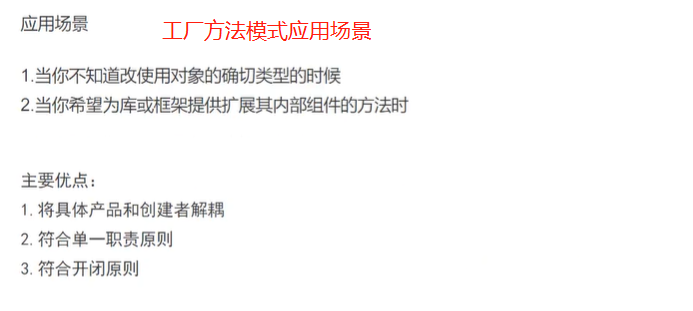 应用场景 工厂方法模式应用场景
1.当你不知道改使用对象的确切类型的时候
2.当你希望为库或框架提供扩展其内部组件的方法时
主要优点：
1. 将具体产品和创建者解耦
2. 符合单一职责原则
3. 符合开闭原则